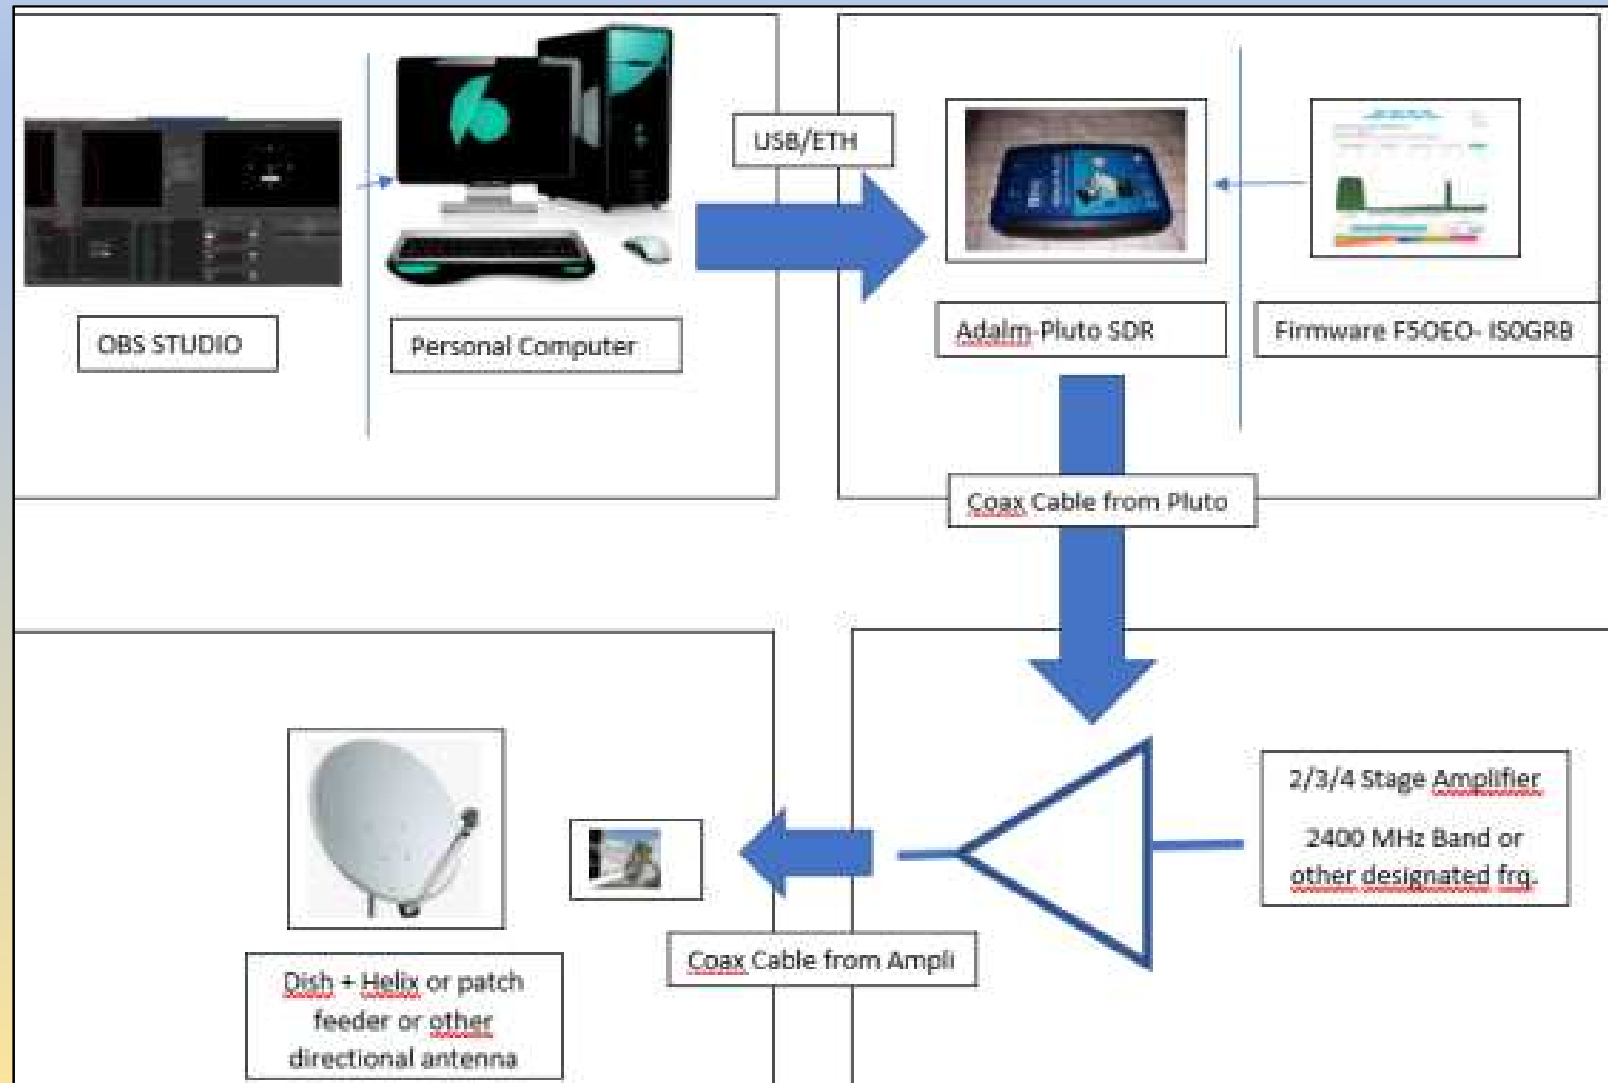 USB/ETH
OBS STUDIO
Personal Computer
Adalm-Pluto SDR
Firmware F5OEO- IS0GRB
Coax Cable from Pluto
2/3/4 Stage Amplifier
2400 MHz Band or
other designated frq.
Coax Cable from Ampli
Dish + Helix or patch
feeder or other
directional antenna